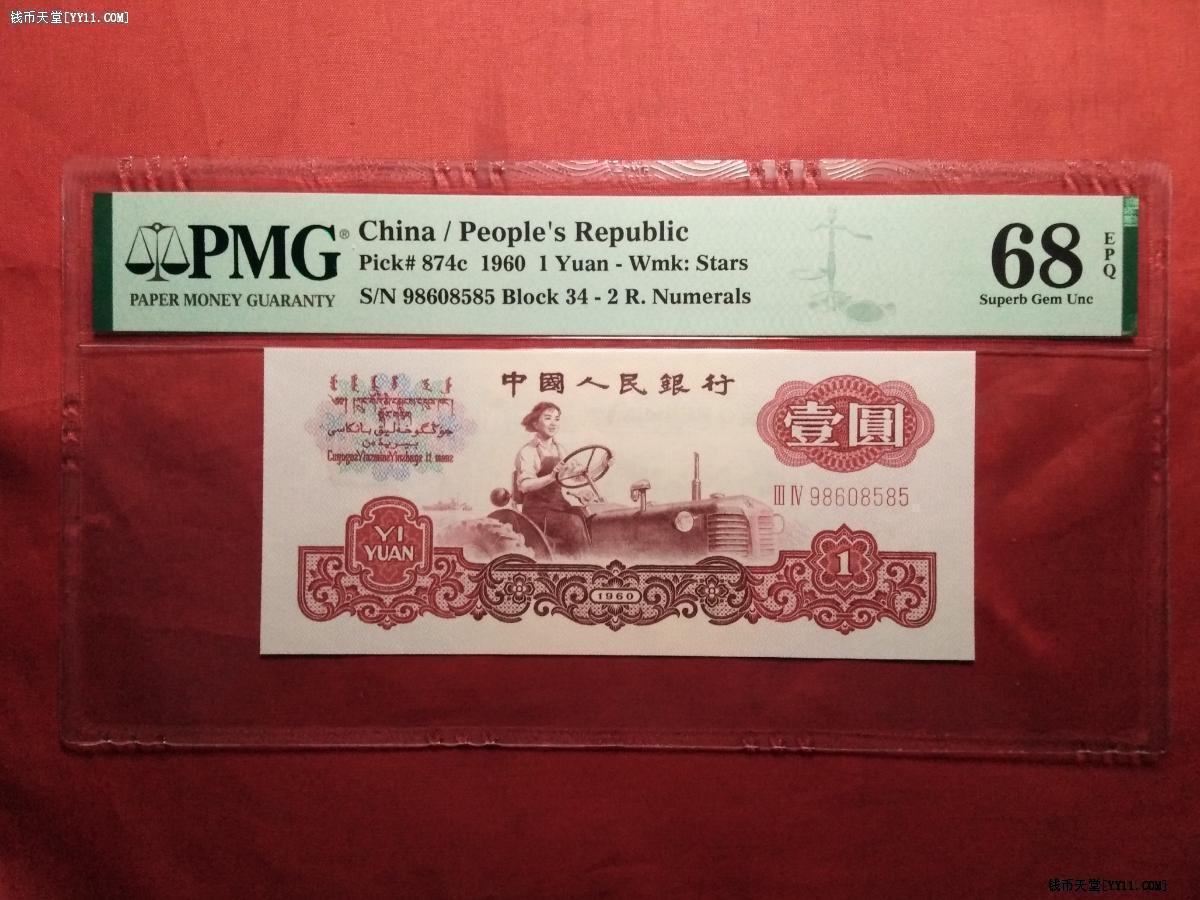 钱币天堂[YY11.COM]
PMG®
PAPER MONEY GUARANTY
China / People's Republic
Pick# 874c 1960 1 Yuan - Wmk: Stars
S/N 98608585 Block 34 - 2 R. Numerals
68
EPQ
Superb Gem Unc
中國人民銀行
壹圓
III IV 98608585
YI
YUAN
1960
1
钱币天堂[YY11.COM]